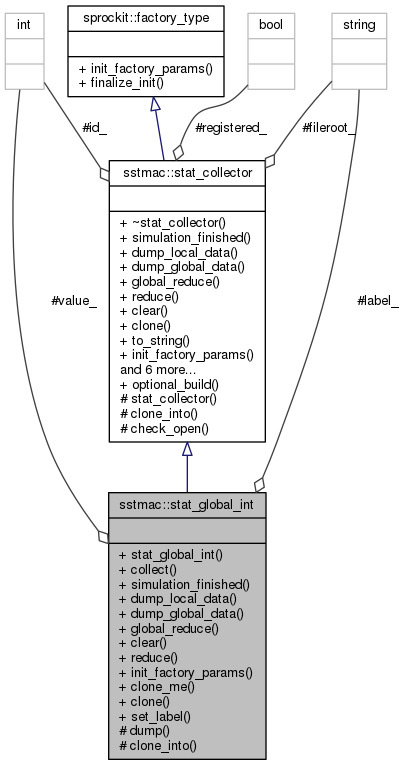 int
sprockit::factory_type
+ init_factory_params()
+ finalize_init()
bool
string
#id_
#registered_
#fileroot_
sstmac::stat_collector
+ ~stat_collector()
+ simulation_finished()
+ dump_local_data()
+ dump_global_data()
+ global_reduce()
+ reduce()
+ clear()
+ clone()
+ to_string()
+ init_factory_params()
and 6 more...
+ optional_build()
# stat_collector()
# clone_into()
# check_open()
#value_
#label_
sstmac::stat_global_int
+ stat_global_int()
+ collect()
+ simulation_finished()
+ dump_local_data()
+ dump_global_data()
+ global_reduce()
+ clear()
+ reduce()
+ init_factory_params()
+ clone_me()
+ clone()
+ set_label()
# dump()
# clone_into()